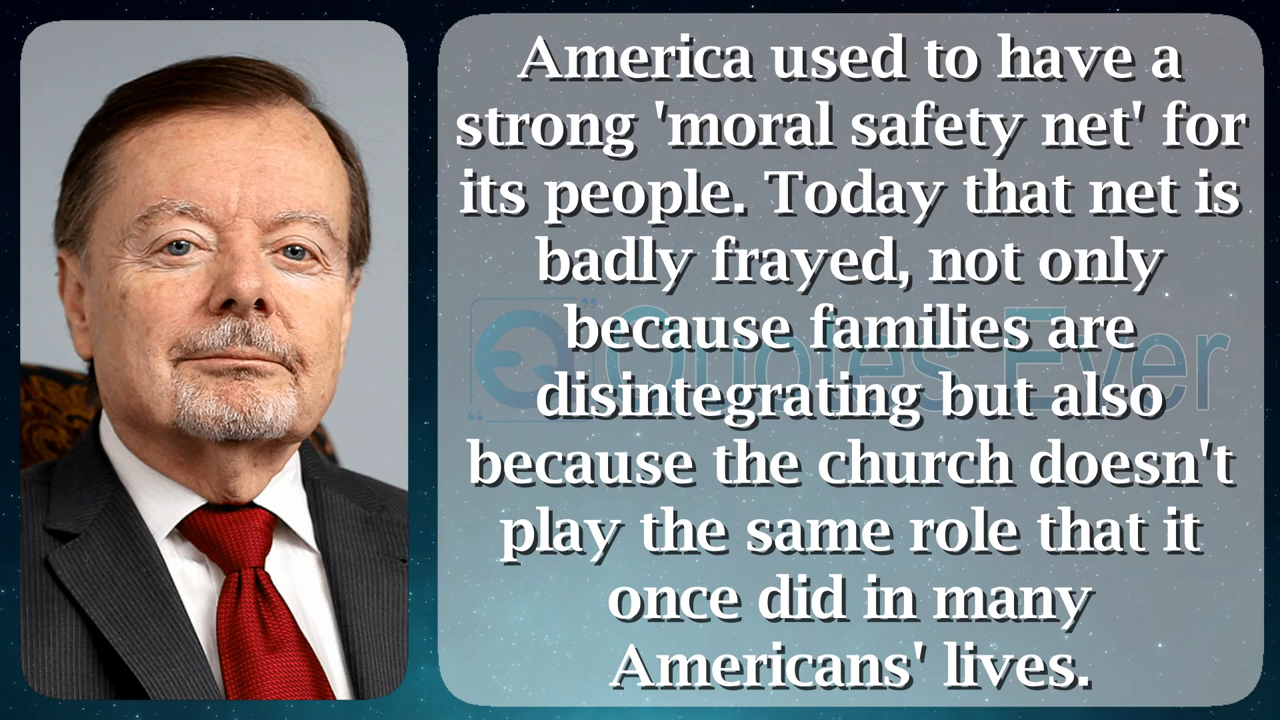 America used to have a
strong 'moral safety net' for
its people. Today that net is
badly frayed, not only
because families are
disintegrating but also
because the church doesn't
play the same role that it
once did in many
Americans' lives.
Quotes Ever